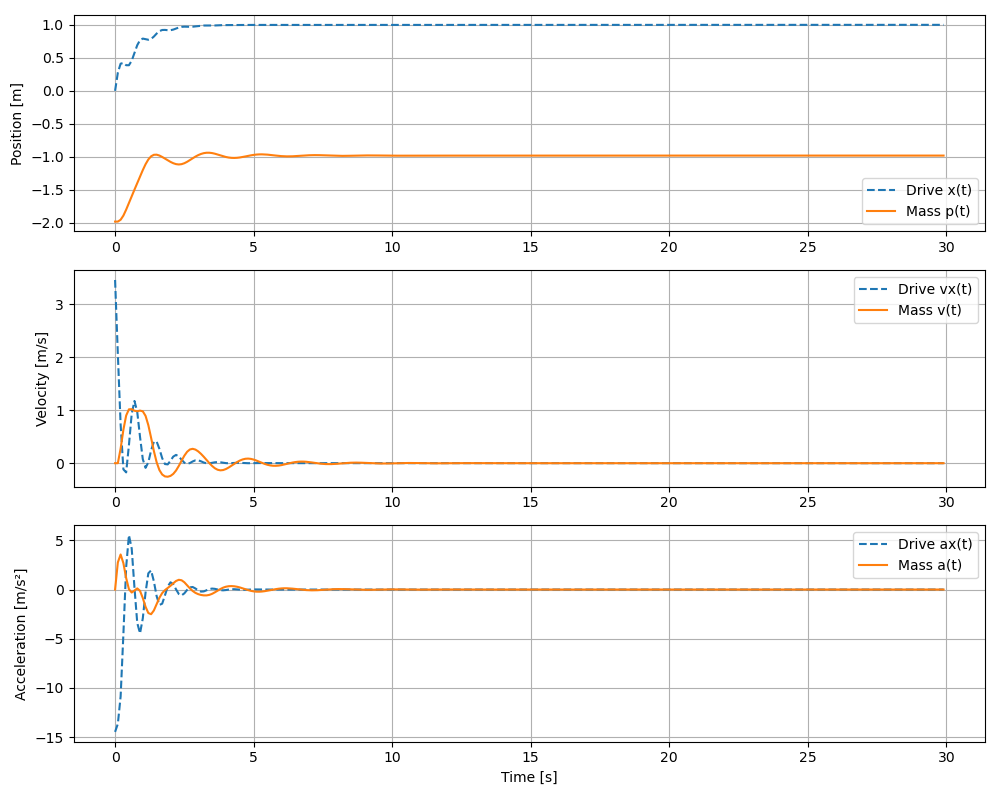 Position [m]
1.0
0.5
0.0
−0.5
−1.0
−1.5
−2.0
Drive x(t)
Mass p(t)
0 5 10 15 20 25 30
Velocity [m/s]
3
2
1
0
Drive vx(t)
Mass v(t)
0 5 10 15 20 25 30
Acceleration [m/s²]
5
0
−5
−10
−15
Drive ax(t)
Mass a(t)
0 5 10 15 20 25 30
Time [s]